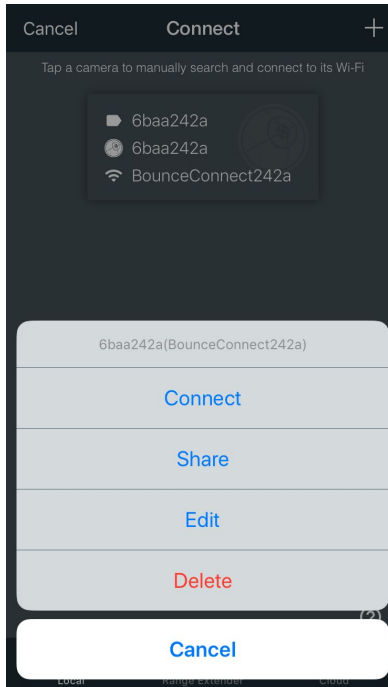 Cancel Connect +
Tap a camera to manually search and connect to its Wi-Fi
6baa242a
6baa242a
BounceConnect242a
6baa242a(BounceConnect242a)
Connect
Share
Edit
Delete
?
Cancel
Local Range Extender Cloud